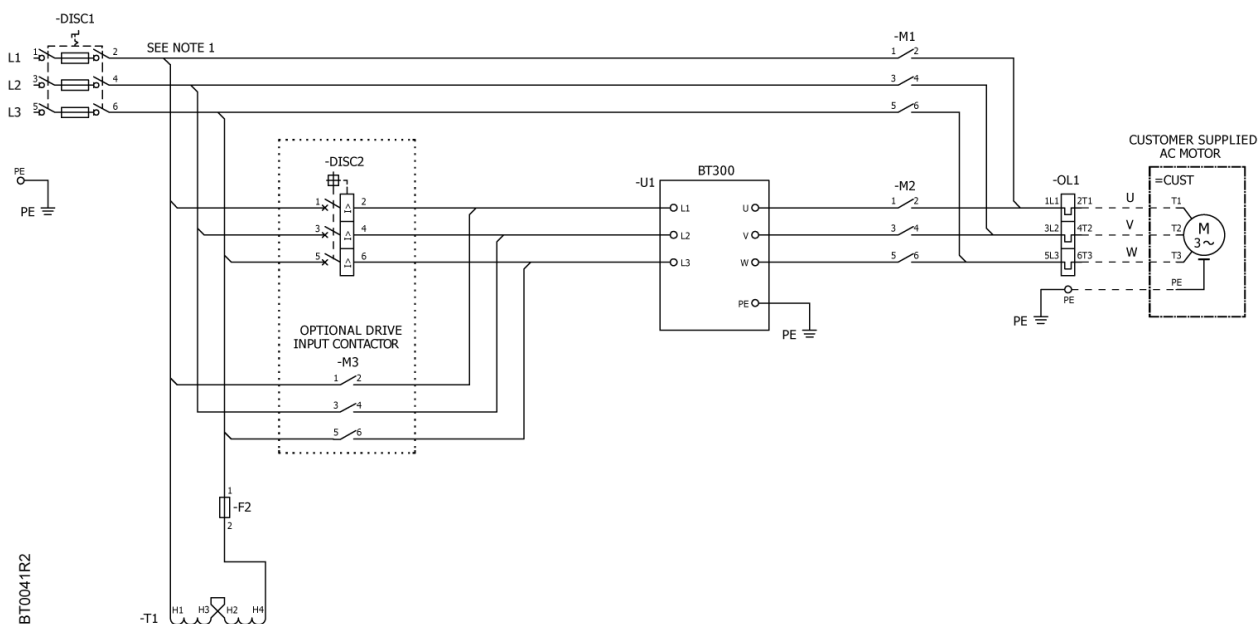 -DISC1
SEE NOTE 1
L1 1 2
-M1
1 2
L2 3 4
3 4
L3 5 6
5 6
CUSTOMER SUPPLIED
AC MOTOR
PE
PE
-DISC2
1 I> 2
3 I> 4
5 I> 6
-U1
BT300
L1 U
L2 V
L3 W
PE
PE
-M2
1 2
3 4
5 6
-OL1
1L1 2T1
3L2 4T2
5L3 6T3
U
V
W
PE
PE
=CUST
T1
T2
T3
PE
M
3~
OPTIONAL DRIVE
INPUT CONTACTOR
-M3
1 2
3 4
5 6
1
-F2
2
BT0041R2
-T1
H1 H3 H2 H4